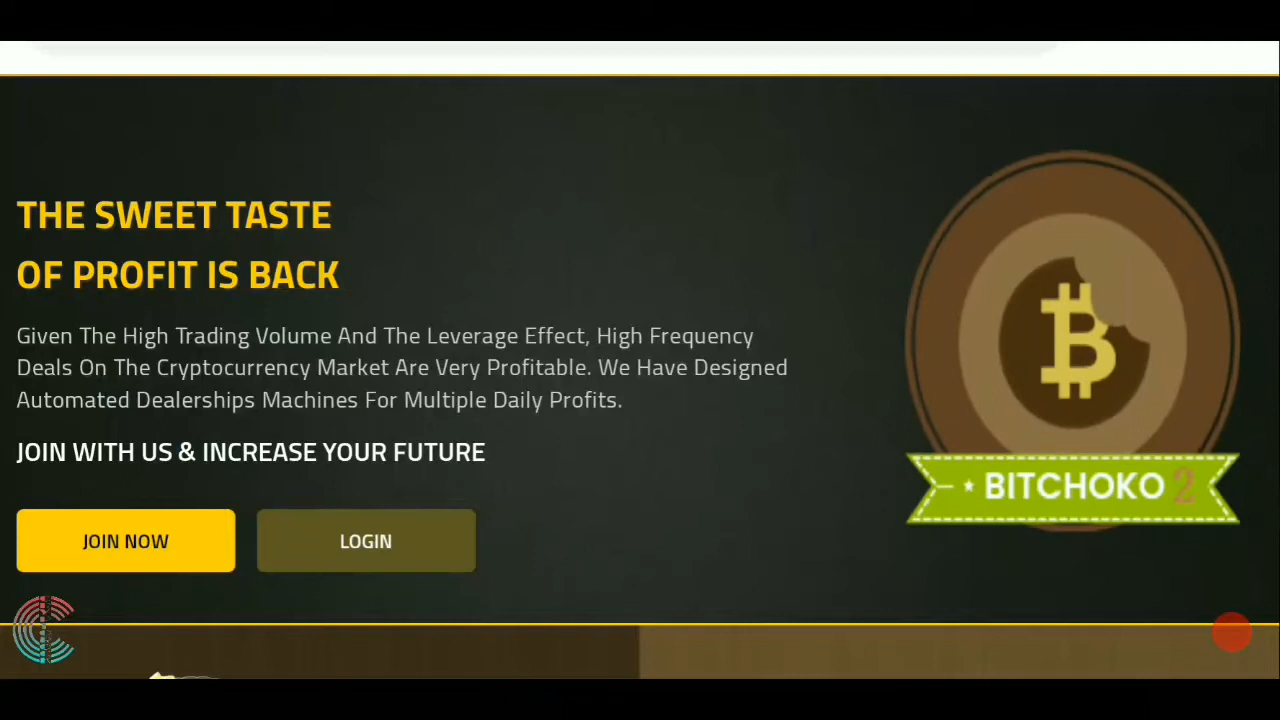 THE SWEET TASTE
OF PROFIT IS BACK
Given The High Trading Volume And The Leverage Effect, High Frequency
Deals On The Cryptocurrency Market Are Very Profitable. We Have Designed
Automated Dealerships Machines For Multiple Daily Profits.
JOIN WITH US & INCREASE YOUR FUTURE
JOIN NOW
LOGIN
BITCHOKO 2